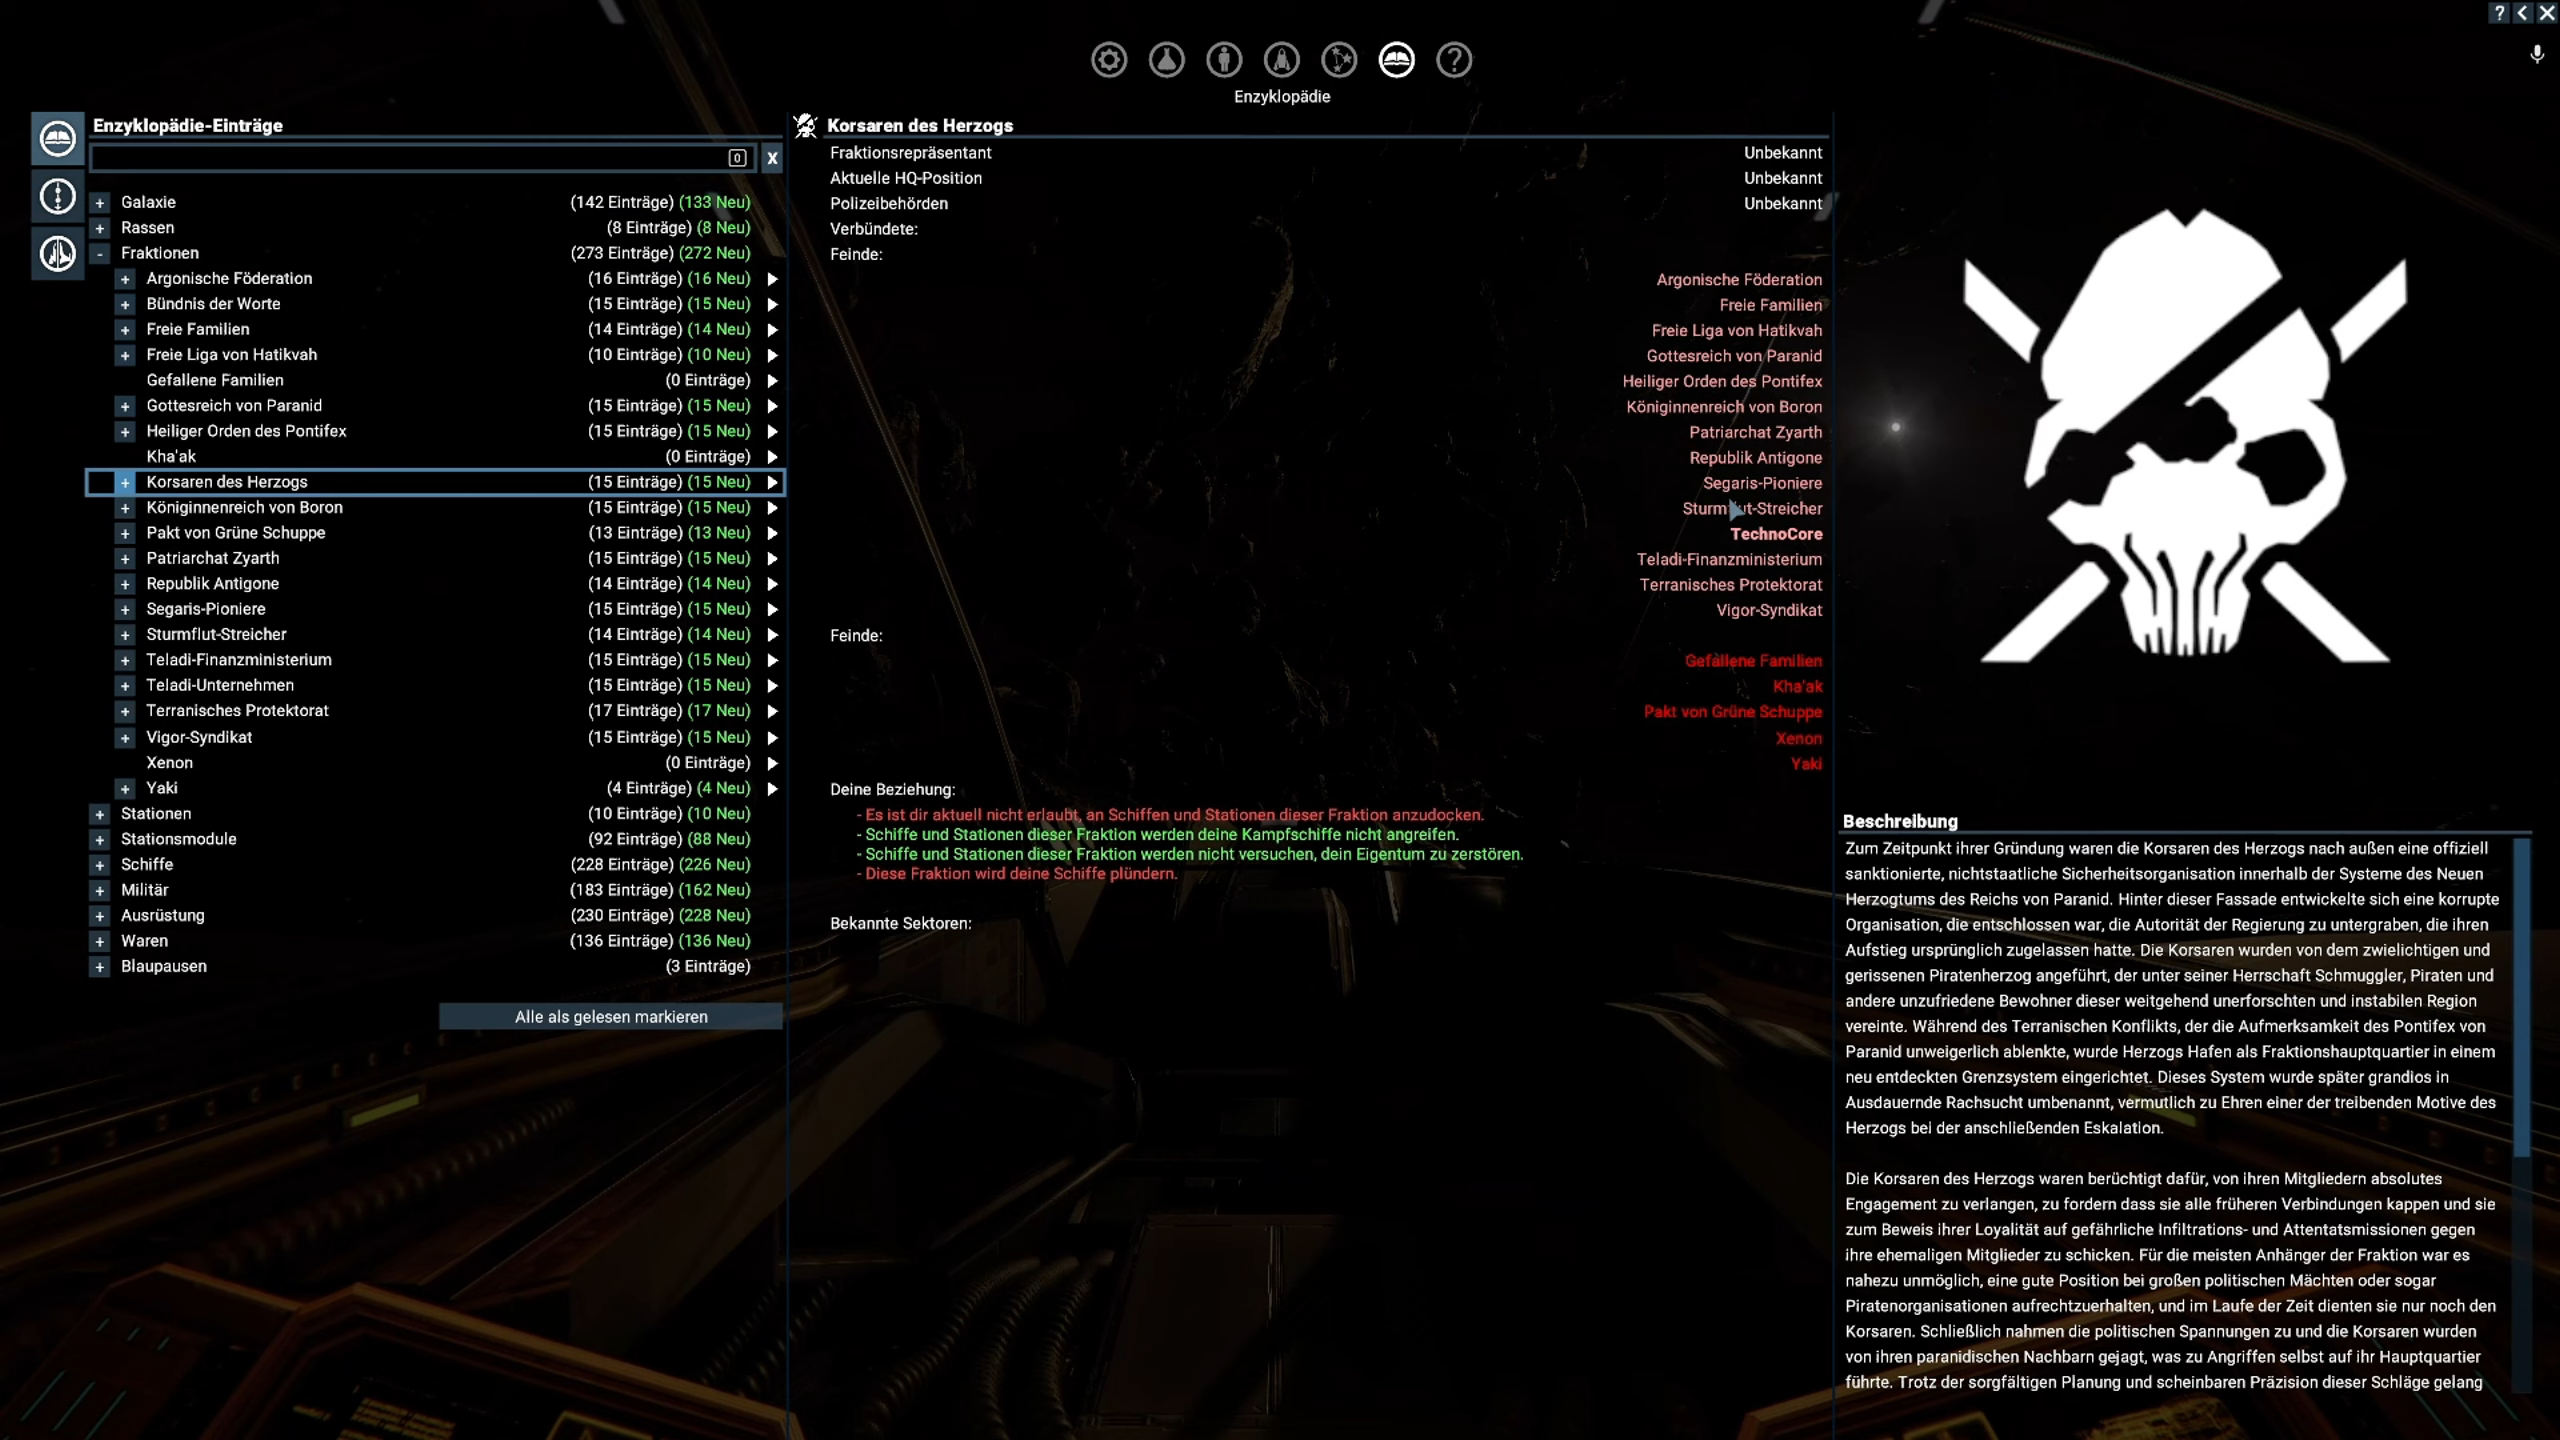 Enzyklopädie
Enzyklopädie-Einträge
0
X
+ Galaxie (142 Einträge) (133 Neu)
+ Rassen (8 Einträge) (8 Neu)
- Fraktionen (273 Einträge) (272 Neu)
+ Argonische Föderation (16 Einträge) (16 Neu)
+ Bündnis der Worte (15 Einträge) (15 Neu)
+ Freie Familien (14 Einträge) (14 Neu)
+ Freie Liga von Hatikvah (10 Einträge) (10 Neu)
Gefallene Familien (0 Einträge)
+ Gottesreich von Paranid (15 Einträge) (15 Neu)
+ Heiliger Orden des Pontifex (15 Einträge) (15 Neu)
Kha'ak (0 Einträge)
+ Korsaren des Herzogs (15 Einträge) (15 Neu)
+ Königinnenreich von Boron (15 Einträge) (15 Neu)
+ Pakt von Grüne Schuppe (13 Einträge) (13 Neu)
+ Patriarchat Zyarth (15 Einträge) (15 Neu)
+ Republik Antigone (14 Einträge) (14 Neu)
+ Segaris-Pioniere (15 Einträge) (15 Neu)
+ Sturmflut-Streicher (14 Einträge) (14 Neu)
+ Teladi-Finanzministerium (15 Einträge) (15 Neu)
+ Teladi-Unternehmen (15 Einträge) (15 Neu)
+ Terranisches Protektorat (17 Einträge) (17 Neu)
+ Vigor-Syndikat (15 Einträge) (15 Neu)
Xenon (0 Einträge)
+ Yaki (4 Einträge) (4 Neu)
+ Stationen (10 Einträge) (10 Neu)
+ Stationsmodule (92 Einträge) (88 Neu)
+ Schiffe (228 Einträge) (226 Neu)
+ Militär (183 Einträge) (162 Neu)
+ Ausrüstung (230 Einträge) (228 Neu)
+ Waren (136 Einträge) (136 Neu)
+ Blaupausen (3 Einträge)
Alle als gelesen markieren
Korsaren des Herzogs
Fraktionsrepräsentant Unbekannt
Aktuelle HQ-Position Unbekannt
Polizeibehörden Unbekannt
Verbündete:
Feinde:
Argonische Föderation
Freie Familien
Freie Liga von Hatikvah
Gottesreich von Paranid
Heiliger Orden des Pontifex
Königinnenreich von Boron
Patriarchat Zyarth
Republik Antigone
Segaris-Pioniere
Sturmflut-Streicher
TechnoCore
Teladi-Finanzministerium
Terranisches Protektorat
Vigor-Syndikat
Feinde:
Gefallene Familien
Kha'ak
Pakt von Grüne Schuppe
Xenon
Yaki
Deine Beziehung:
- Es ist dir aktuell nicht erlaubt, an Schiffen und Stationen dieser Fraktion anzudocken.
- Schiffe und Stationen dieser Fraktion werden deine Kampfschiffe nicht angreifen.
- Schiffe und Stationen dieser Fraktion werden nicht versuchen, dein Eigentum zu zerstören.
- Diese Fraktion wird deine Schiffe plündern.
Bekannte Sektoren:
Beschreibung
Zum Zeitpunkt ihrer Gründung waren die Korsaren des Herzogs nach außen eine offiziell
sanktionierte, nichtstaatliche Sicherheitsorganisation innerhalb der Systeme des Neuen
Herzogtums des Reichs von Paranid. Hinter dieser Fassade entwickelte sich eine korrupte
Organisation, die entschlossen war, die Autorität der Regierung zu untergraben, die ihren
Aufstieg ursprünglich zugelassen hatte. Die Korsaren wurden von dem zwielichtigen und
gerissenen Piratenherzog angeführt, der unter seiner Herrschaft Schmuggler, Piraten und
andere unzufriedene Bewohner dieser weitgehend unerforschten und instabilen Region
vereinte. Während des Terranischen Konflikts, der die Aufmerksamkeit des Pontifex von
Paranid unweigerlich ablenkte, wurde Herzogs Hafen als Fraktionshauptquartier in einem
neu entdeckten Grenzsystem eingerichtet. Dieses System wurde später grandios in
Ausdauernde Rachsucht umbenannt, vermutlich zu Ehren einer der treibenden Motive des
Herzogs bei der anschließenden Eskalation.
Die Korsaren des Herzogs waren berüchtigt dafür, von ihren Mitgliedern absolutes
Engagement zu verlangen, zu fordern dass sie alle früheren Verbindungen kappen und sie
zum Beweis ihrer Loyalität auf gefährliche Infiltrations- und Attentatsmissionen gegen
ihre ehemaligen Mitglieder zu schicken. Für die meisten Anhänger der Fraktion war es
nahezu unmöglich, eine gute Position bei großen politischen Mächten oder sogar
Piratenorganisationen aufrechtzuerhalten, und im Laufe der Zeit dienten sie nur noch den
Korsaren. Schließlich nahmen die politischen Spannungen zu und die Korsaren wurden
von ihren paranidischen Nachbarn gejagt, was zu Angriffen selbst auf ihr Hauptquartier
führte. Trotz der sorgfältigen Planung und scheinbaren Präzision dieser Schläge gelang